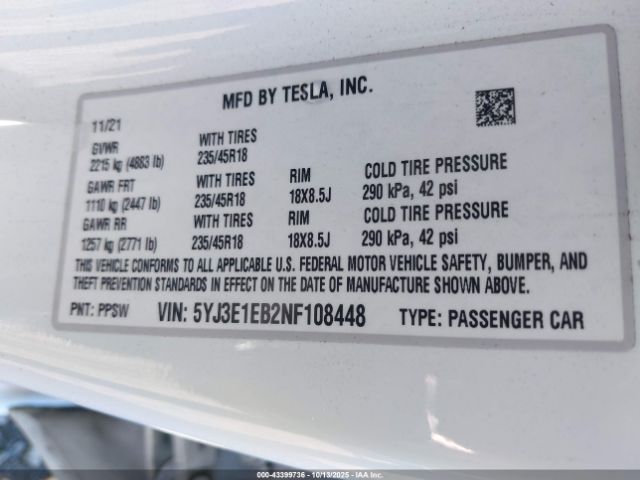 MFD BY TESLA, INC.
11/21
GVWR WITH TIRES
2215 kg (4883 lb) 235/45R18
GAWR FRT WITH TIRES RIM COLD TIRE PRESSURE
1110 kg (2447 lb) 235/45R18 18X8.5J 290 kPa, 42 psi
GAWR RR WITH TIRES RIM COLD TIRE PRESSURE
1257 kg (2771 lb) 235/45R18 18X8.5J 290 kPa, 42 psi
THIS VEHICLE CONFORMS TO ALL APPLICABLE U.S. FEDERAL MOTOR VEHICLE SAFETY, BUMPER, AND
THEFT PREVENTION STANDARDS IN EFFECT ON THE DATE OF MANUFACTURE SHOWN ABOVE.
PNT: PPSW VIN: 5YJ3E1EB2NF108448 TYPE: PASSENGER CAR
000-43399736 - 10/13/2025 - IAA, Inc.